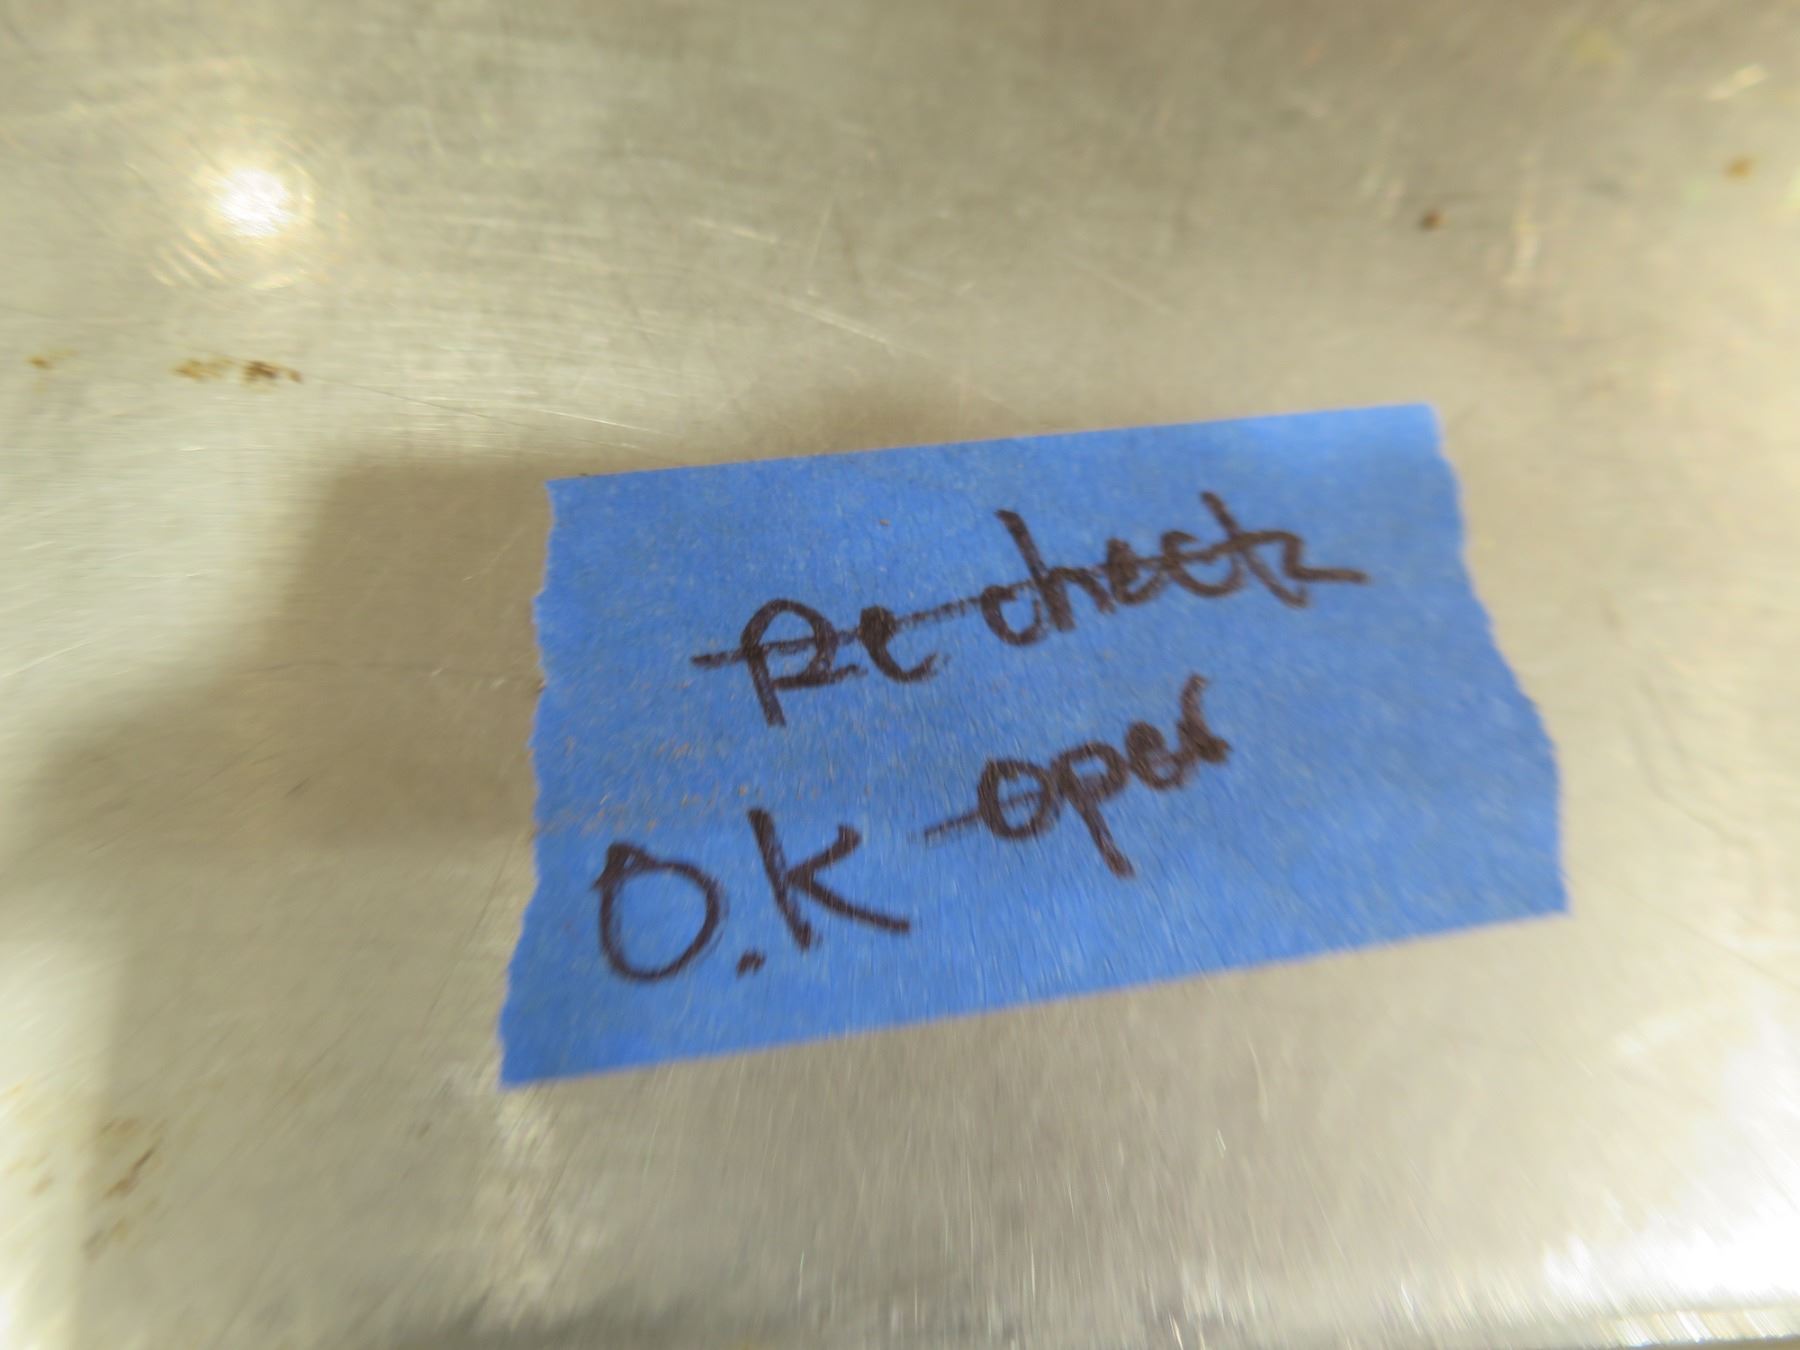 Re check
O.K - oper